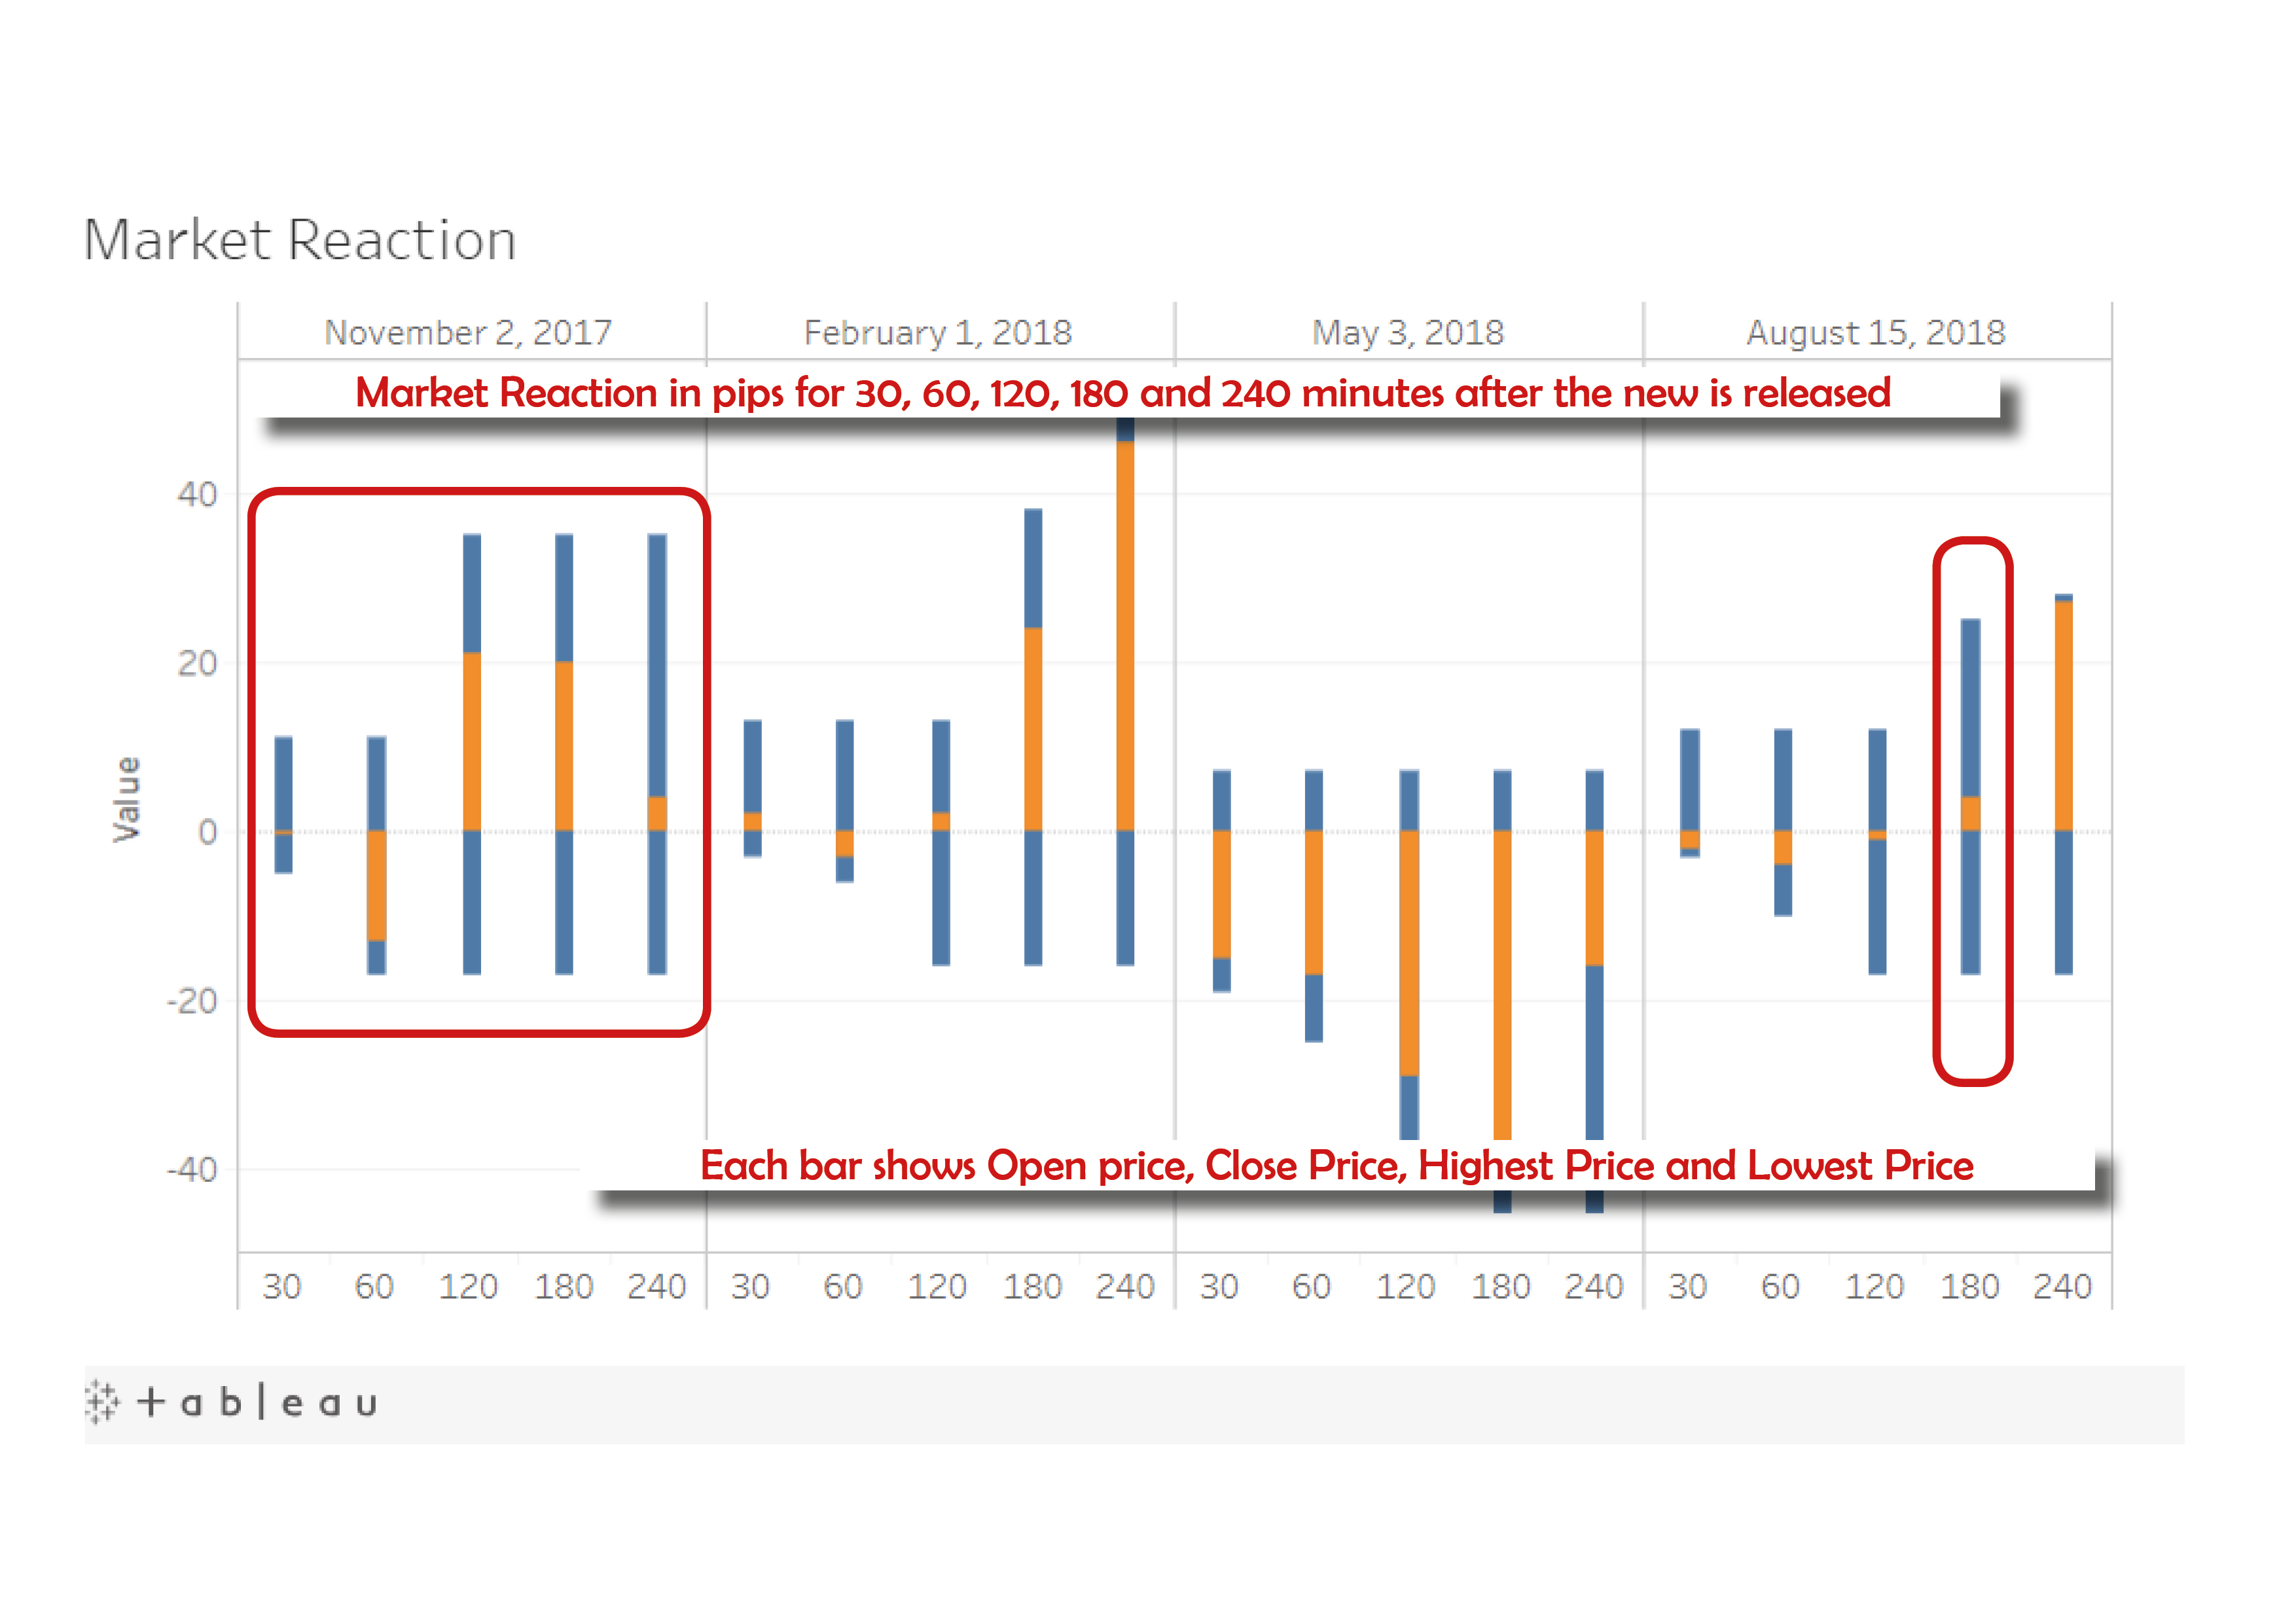 Market Reaction
November 2, 2017 February 1, 2018 May 3, 2018 August 15, 2018
Market Reaction in pips for 30, 60, 120, 180 and 240 minutes after the new is released
40
20
0
-20
-40
Value
Each bar shows Open price, Close Price, Highest Price and Lowest Price
30 60 120 180 240 30 60 120 180 240 30 60 120 180 240 30 60 120 180 240
+ableau